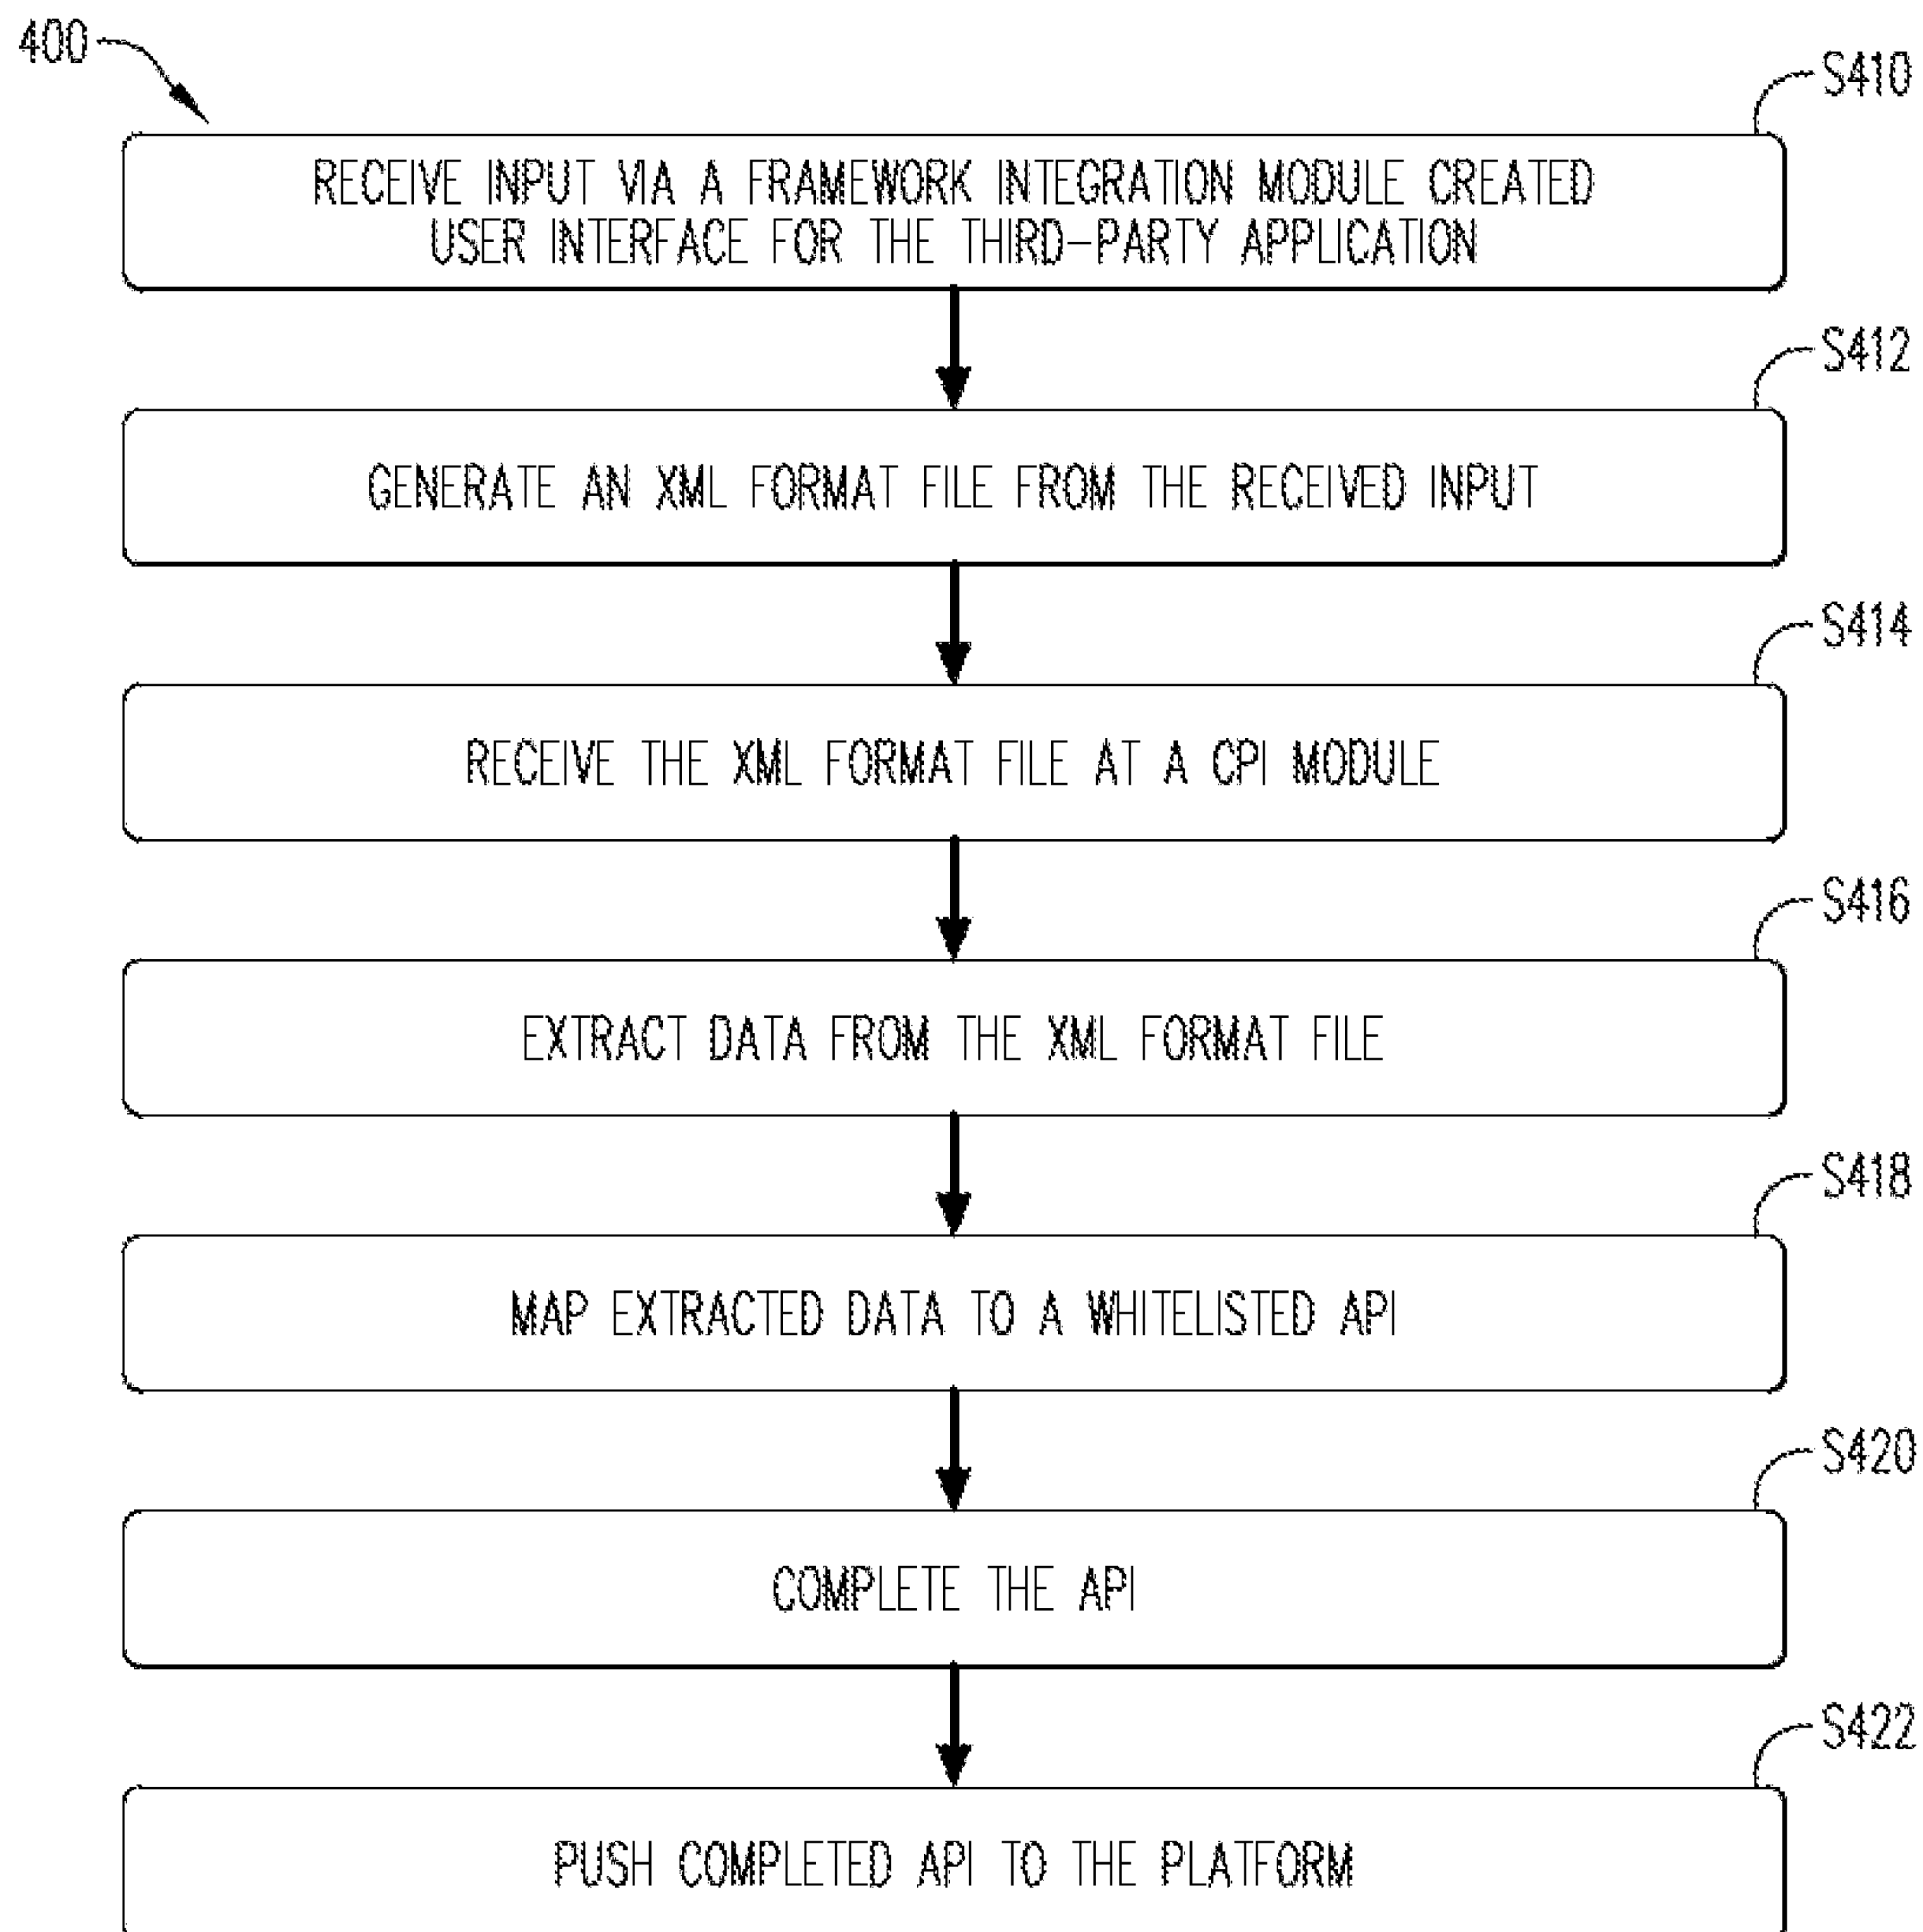 400
S410
RECEIVE INPUT VIA A FRAMEWORK INTEGRATION MODULE CREATED
USER INTERFACE FOR THE THIRD-PARTY APPLICATION
S412
GENERATE AN XML FORMAT FILE FROM THE RECEIVED INPUT
S414
RECEIVE THE XML FORMAT FILE AT A CPI MODULE
S416
EXTRACT DATA FROM THE XML FORMAT FILE
S418
MAP EXTRACTED DATA TO A WHITELISTED API
S420
COMPLETE THE API
S422
PUSH COMPLETED API TO THE PLATFORM